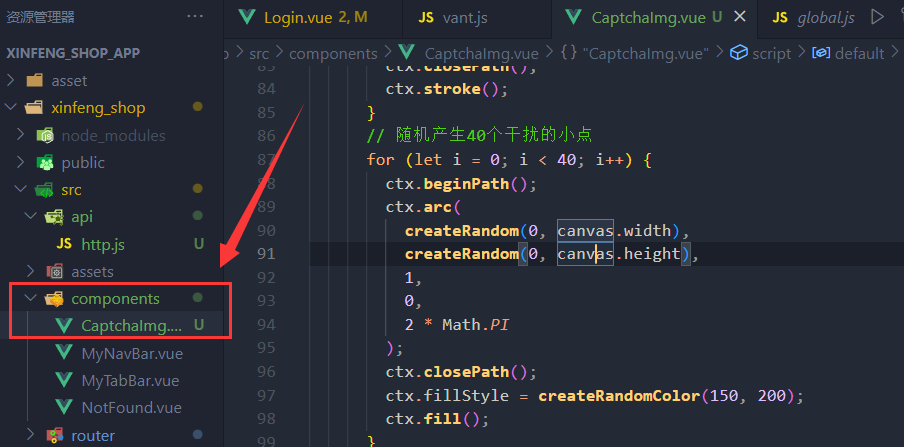 资源管理器 ···
Login.vue 2, M
JS vant.js
CaptchaImg.vue U
JS global.js
XINFENG_SHOP_APP
src > components > CaptchaImg.vue > {} "CaptchaImg.vue" > script > default >
asset
xinfeng_shop
node_modules
public
src
api
JS http.js U
assets
components
CaptchaImg.... U
MyNavBar.vue
MyTabBar.vue
NotFound.vue
router
83 ctx.closePath();
84 ctx.stroke();
85 }
86 // 随机产生40个干扰的小点
87 for (let i = 0; i < 40; i++) {
88 ctx.beginPath();
89 ctx.arc(
90 createRandom(0, canvas.width),
91 createRandom(0, canvas.height),
92 1,
93 0,
94 2 * Math.PI
95 );
96 ctx.closePath();
97 ctx.fillStyle = createRandomColor(150, 200);
98 ctx.fill();
99 }